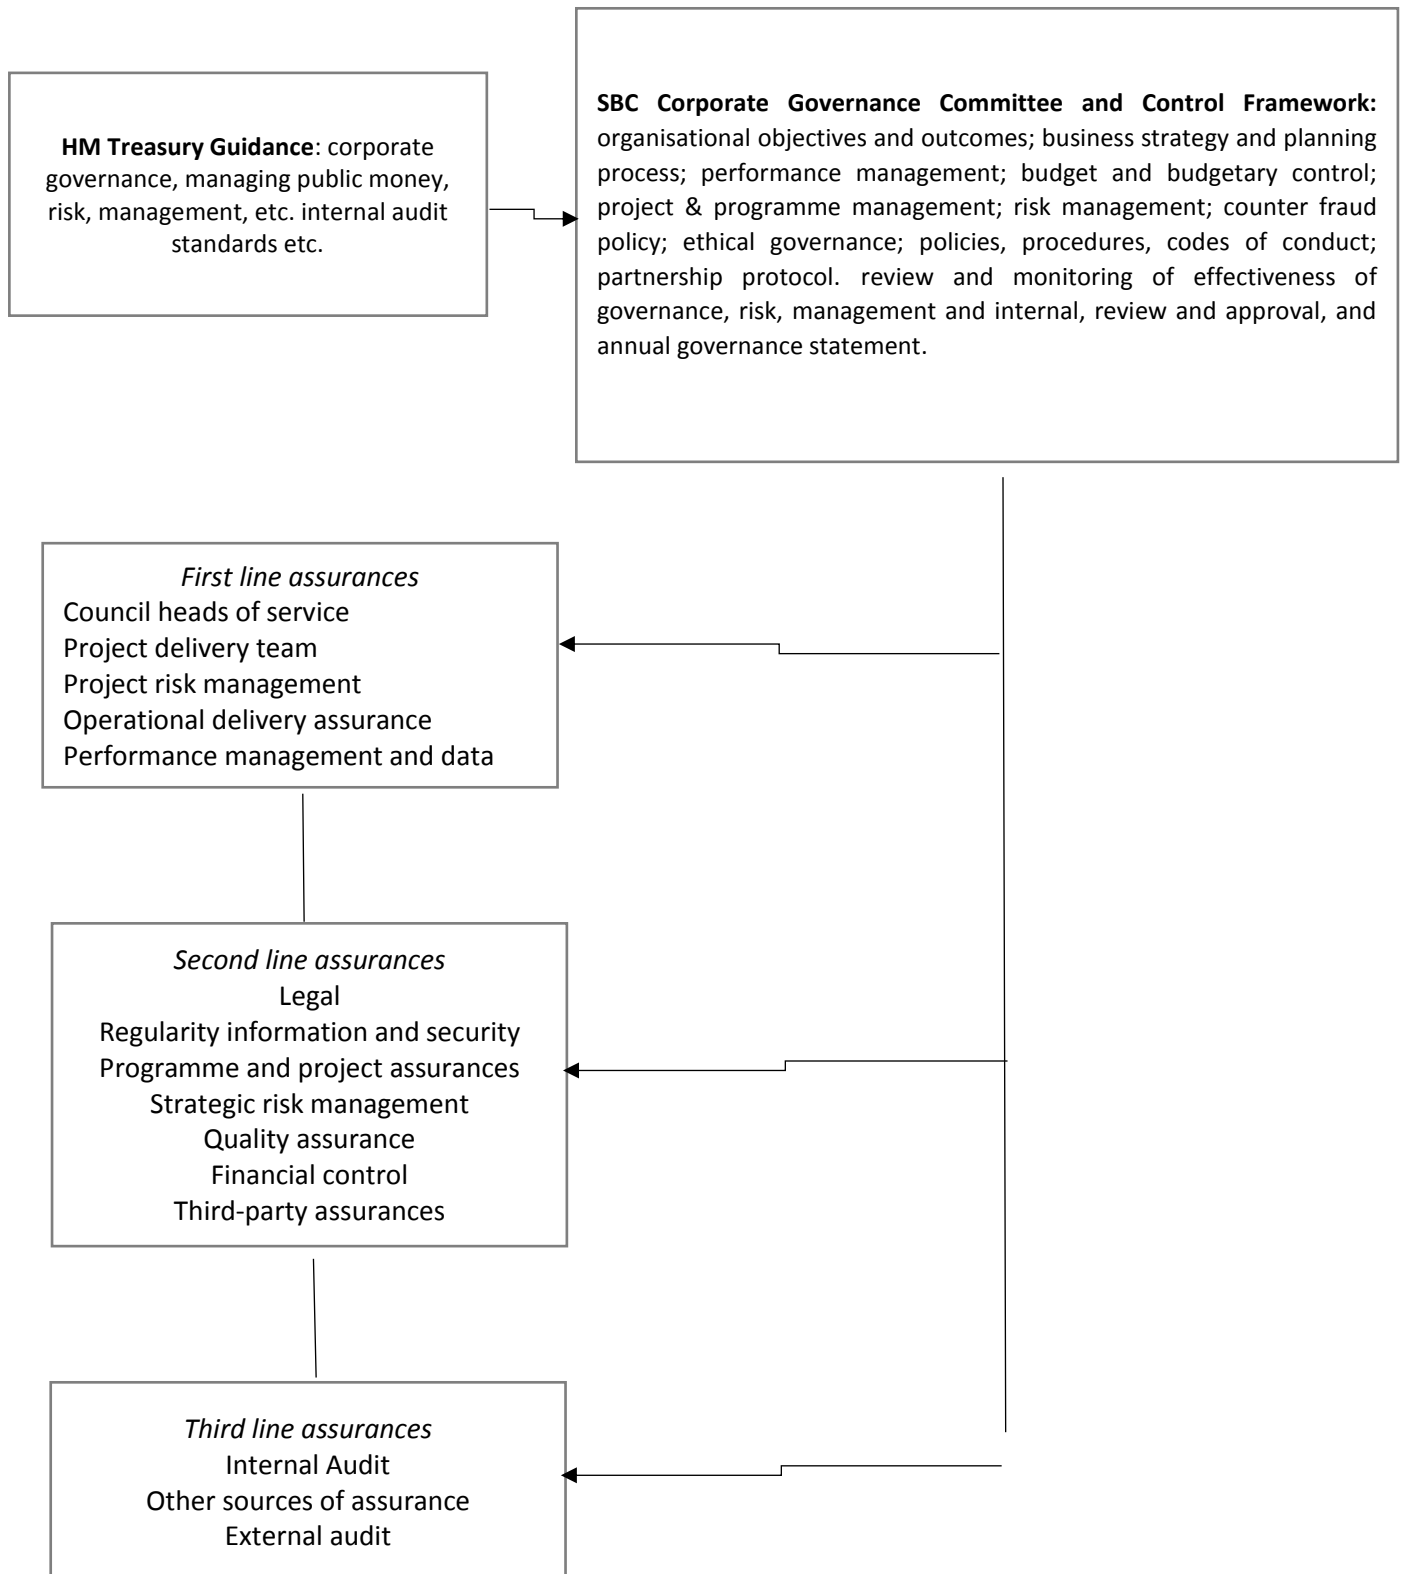 HM Treasury Guidance: corporate
governance, managing public money,
risk, management, etc. internal audit
standards etc.
SBC Corporate Governance Committee and Control Framework:
organisational objectives and outcomes; business strategy and planning
process; performance management; budget and budgetary control;
project & programme management; risk management; counter fraud
policy; ethical governance; policies, procedures, codes of conduct;
partnership protocol. review and monitoring of effectiveness of
governance, risk, management and internal, review and approval, and
annual governance statement.
First line assurances
Council heads of service
Project delivery team
Project risk management
Operational delivery assurance
Performance management and data
Second line assurances
Legal
Regularity information and security
Programme and project assurances
Strategic risk management
Quality assurance
Financial control
Third-party assurances
Third line assurances
Internal Audit
Other sources of assurance
External audit